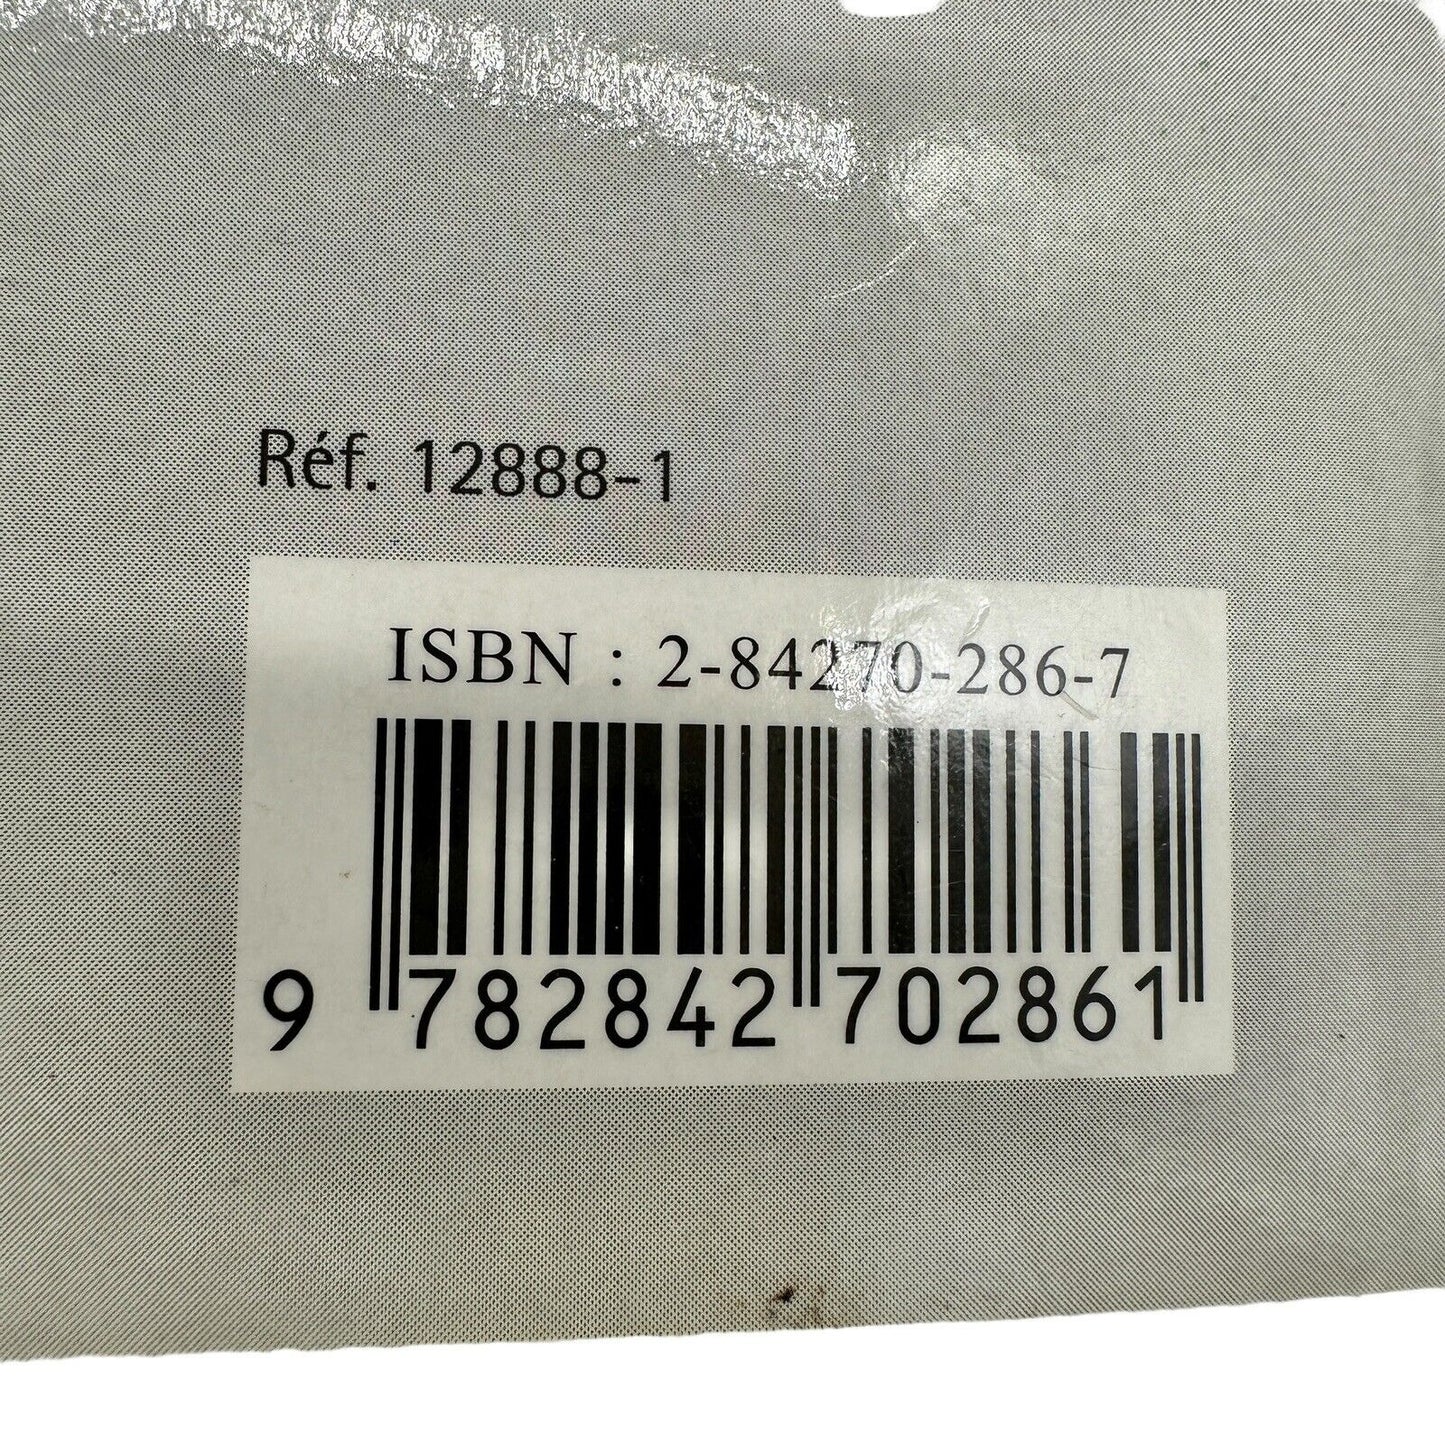 Réf. 12888-1
ISBN : 2-84270-286-7
9 782842 702861